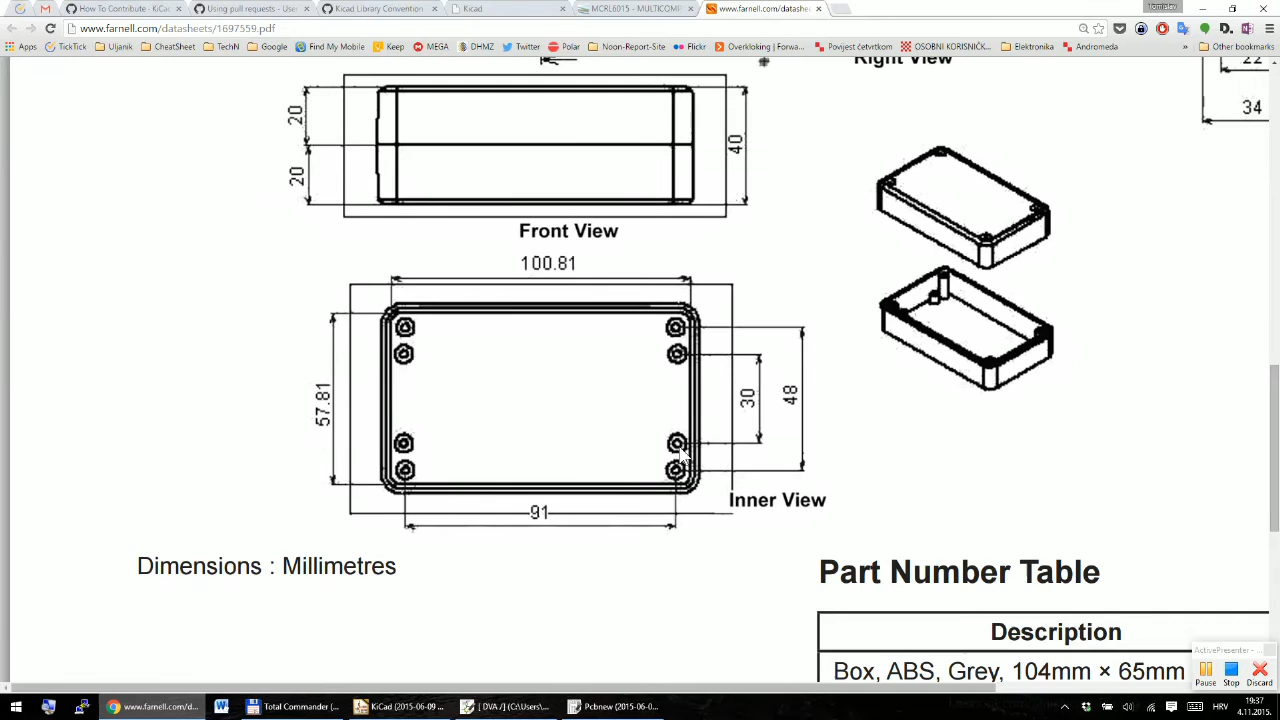 Tomislav
How To Contribute - KiCa
Using pull requests - User
Kicad Library Convention
Kicad
MCRL6015 - MULTICOMP
www.farnell.com/datashe
www.farnell.com/datasheets/1697559.pdf
Apps TickTick Uljanik CheatSheet TechN Google Find My Mobile Keep MEGA DHMZ Twitter Polar Noon-Report-Site Flickr Overkloking | Forwa... Povijest četvrtkom OSOBNI KORISNIČK... Elektronika Andromeda » Other bookmarks
Right View
22
34
20
20
40
Front View
100.81
57.81
30
48
91
Inner View
Dimensions : Millimetres
Part Number Table
Description
Box, ABS, Grey, 104mm × 65mm
ActivePresenter - ...
Pause Stop Discard
www.farnell.com/d...
Total Commander (...
KiCad (2015-06-09 ...
[ DVA / ] (C:\Users\...
Pcbnew (2015-06-0...
HRV
19:37
4.11.2015.